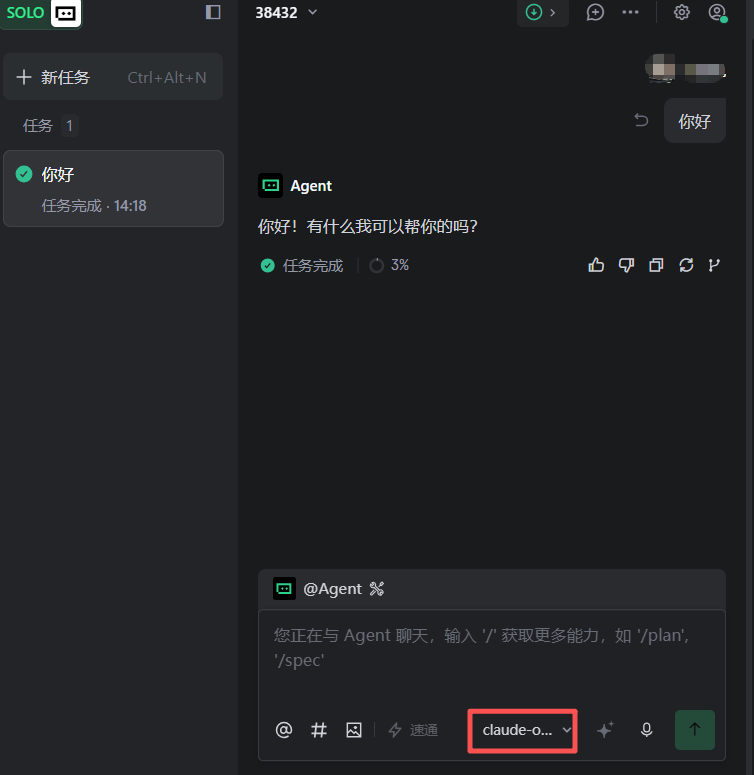 SOLO
38432
新任务 Ctrl+Alt+N
任务 1
你好
任务完成 · 14:18
你好
Agent
你好！有什么我可以帮你的吗？
任务完成 3%
@Agent
您正在与 Agent 聊天，输入 '/' 获取更多能力，如 '/plan',
'/spec'
速通
claude-o...